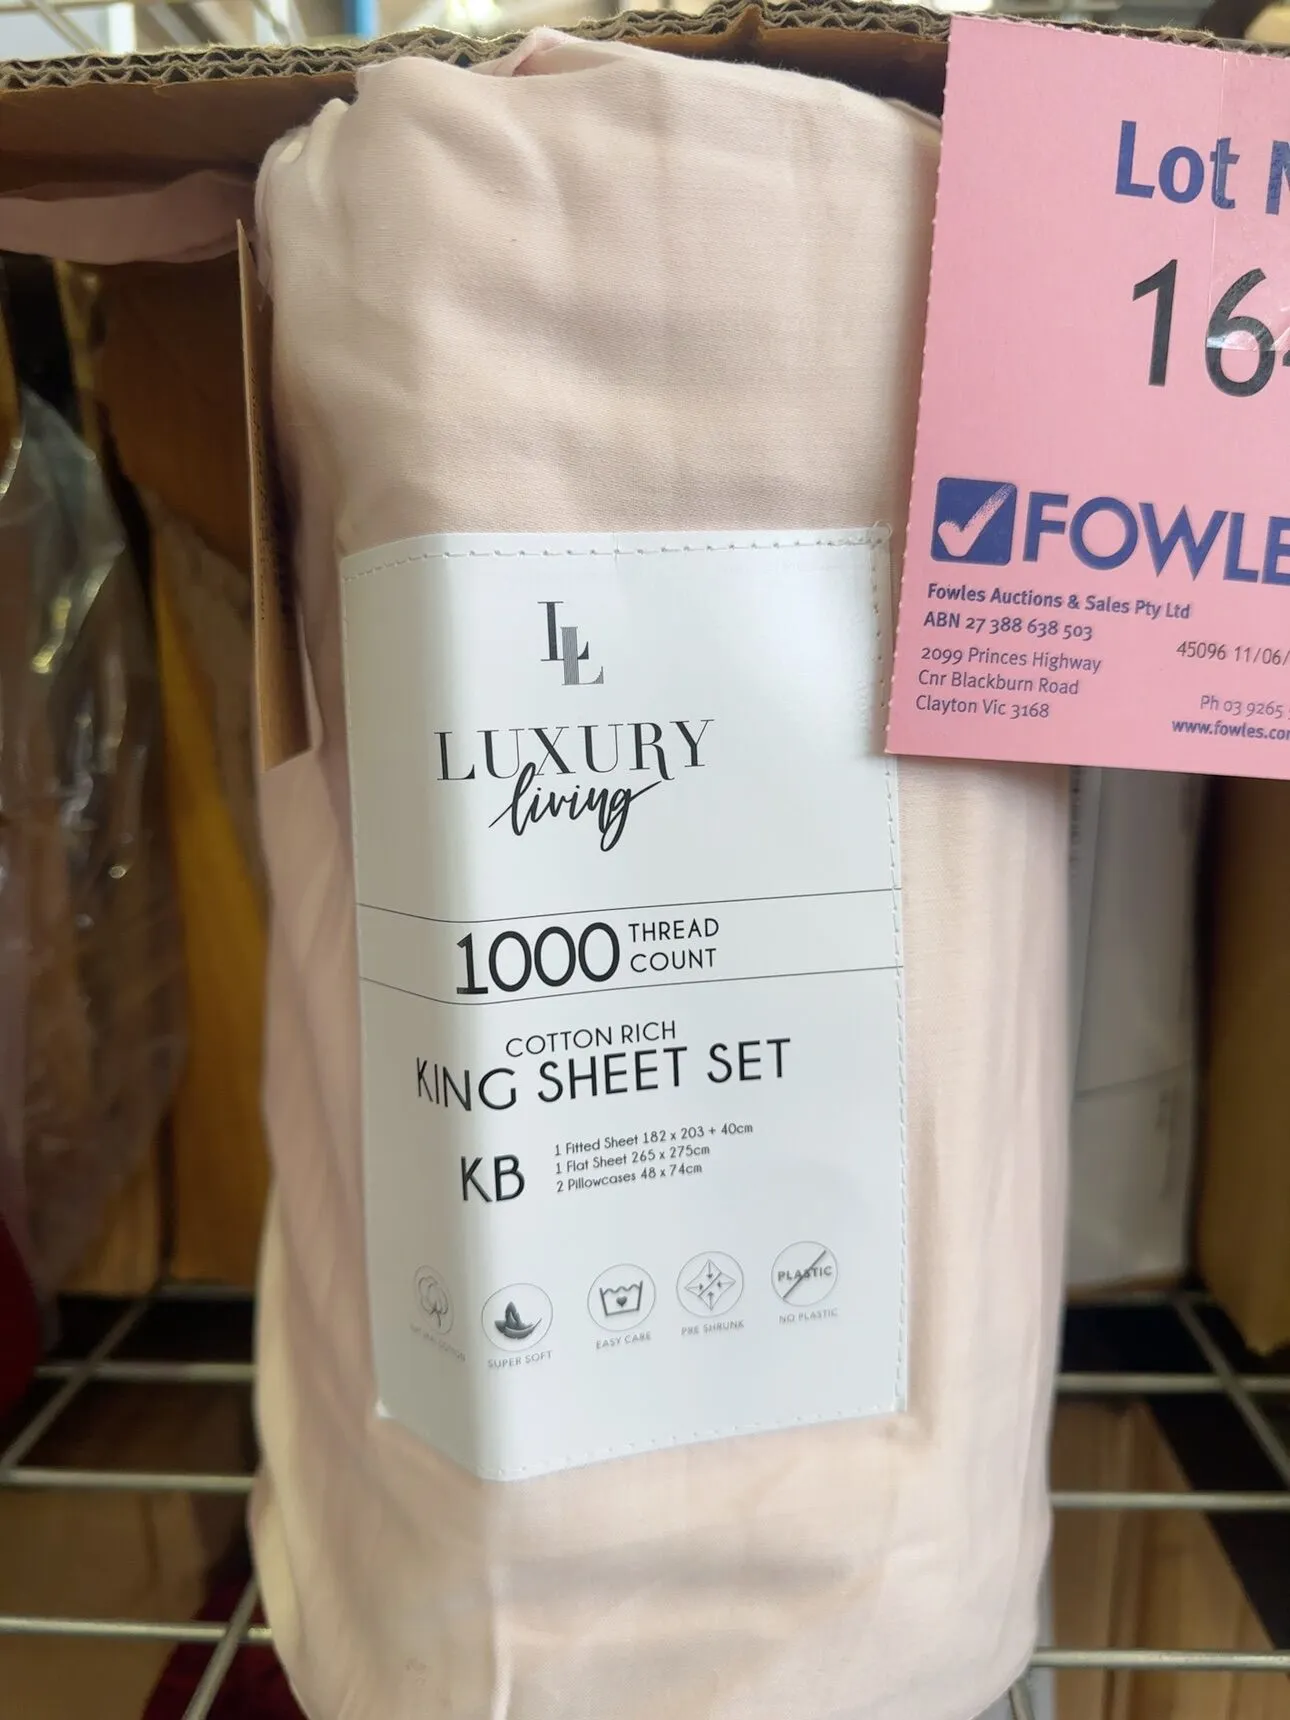 LL
LUXURY
living
1000 THREAD
COUNT
COTTON RICH
KING SHEET SET
KB
1 Fitted Sheet 182 x 203 + 40cm
1 Flat Sheet 265 x 275cm
2 Pillowcases 48 x 74cm
SUPER SOFT
EASY CARE
PRE SHRUNK
PLASTIC
NO PLASTIC
Lot
16
FOWLES
Fowles Auctions & Sales Pty Ltd
ABN 27 388 638 503
2099 Princes Highway
Cnr Blackburn Road
Clayton Vic 3168
45096 11/06/
Ph 03 9265
www.fowles.co